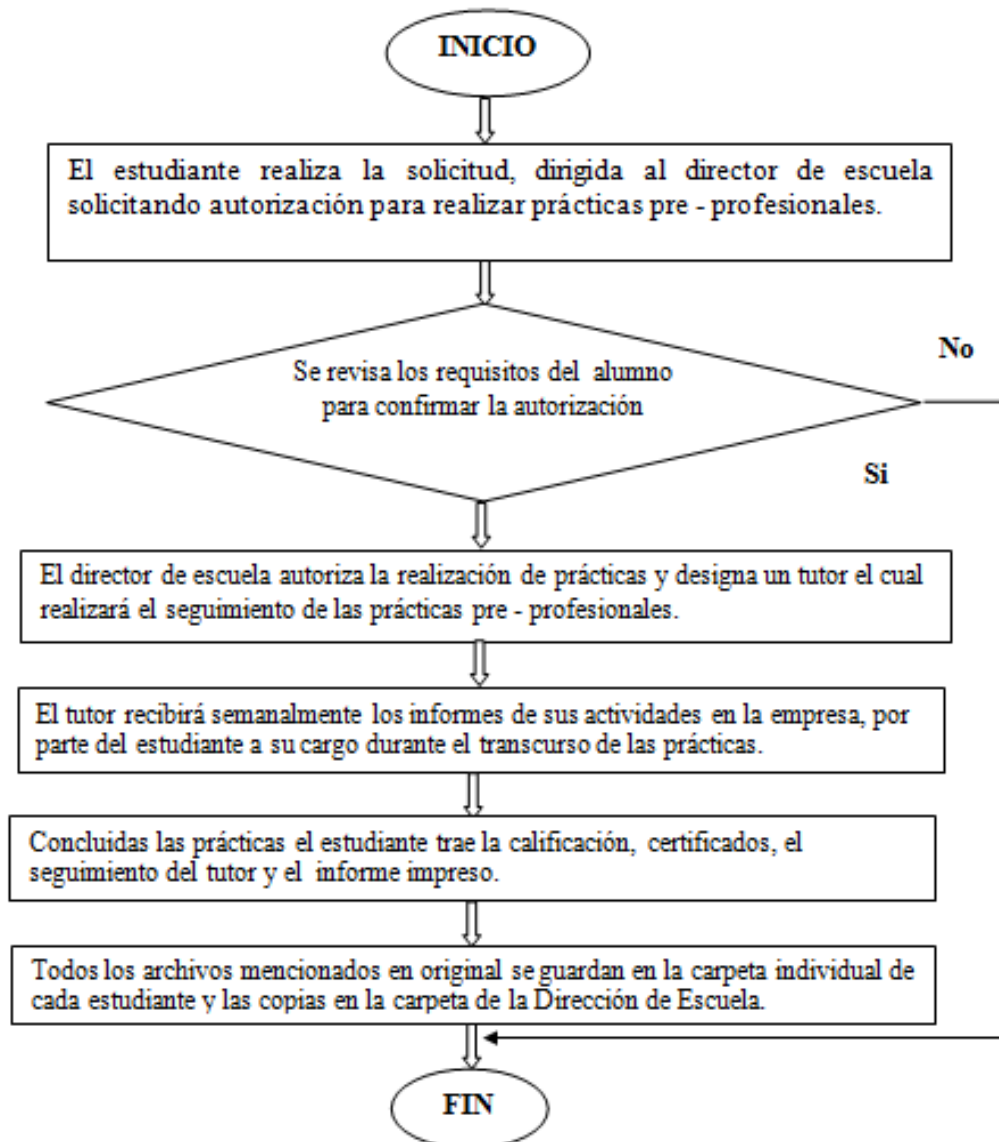 INICIO
El estudiante realiza la solicitud, dirigida al director de escuela
solicitando autorización para realizar prácticas pre - profesionales.
No
Se revisa los requisitos del alumno
para confirmar la autorización
Si
El director de escuela autoriza la realización de prácticas y designa un tutor el cual
realizará el seguimiento de las prácticas pre - profesionales.
El tutor recibirá semanalmente los informes de sus actividades en la empresa, por
parte del estudiante a su cargo durante el transcurso de las prácticas.
Concluidas las prácticas el estudiante trae la calificación, certificados, el
seguimiento del tutor y el informe impreso.
Todos los archivos mencionados en original se guardan en la carpeta individual de
cada estudiante y las copias en la carpeta de la Dirección de Escuela.
FIN